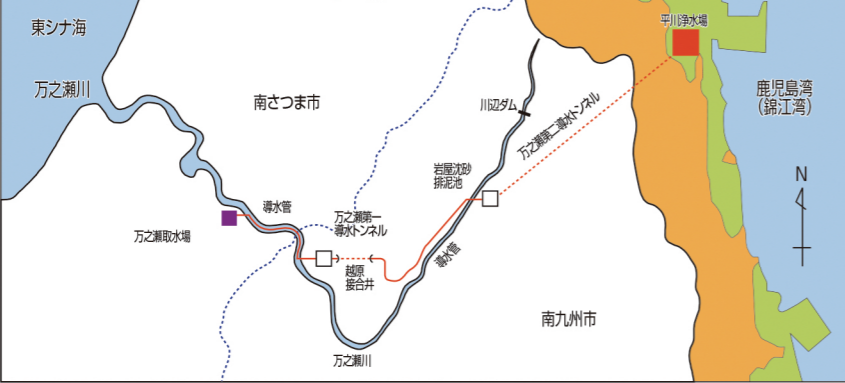 東シナ海
万之瀬川
南さつま市
平川浄水場
鹿児島湾
（錦江湾）
川辺ダム
万之瀬第二導水トンネル
岩屋沈砂
排泥池
N
導水管
万之瀬第一
導水トンネル
万之瀬取水場
越原
接合井
導水管
南九州市
万之瀬川